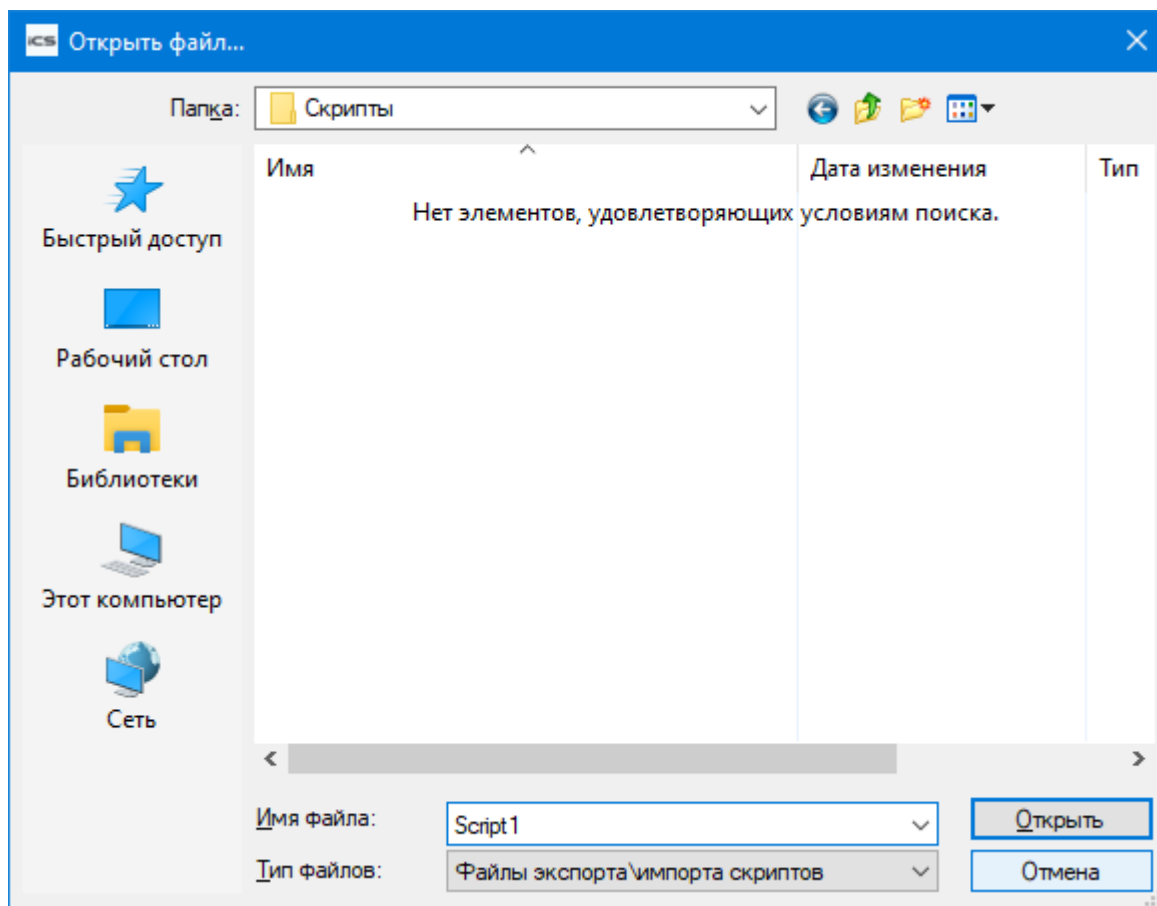 iCS Открыть файл...
Папка: Скрипты
Имя Дата изменения Тип
Нет элементов, удовлетворяющих условиям поиска.
Быстрый доступ
Рабочий стол
Библиотеки
Этот компьютер
Сеть
Имя файла: Script1 Открыть
Тип файлов: Файлы экспорта\импорта скриптов Отмена